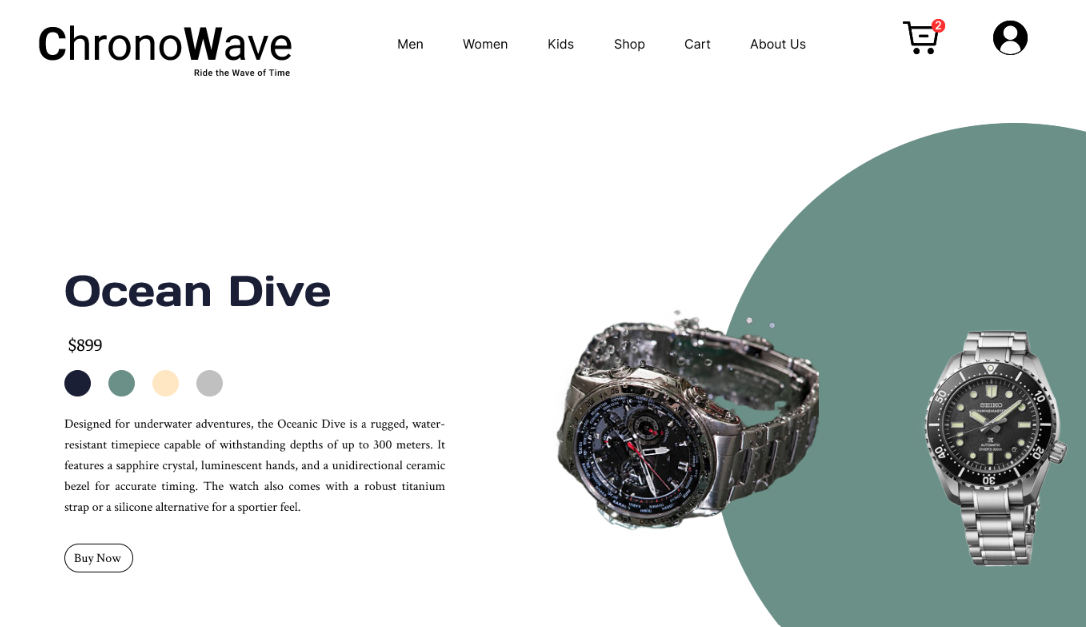 ChronoWave
Ride the Wave of Time
Men Women Kids Shop Cart About Us
2
Ocean Dive
$899
Designed for underwater adventures, the Oceanic Dive is a rugged, water-
resistant timepiece capable of withstanding depths of up to 300 meters. It
features a sapphire crystal, luminescent hands, and a unidirectional ceramic
bezel for accurate timing. The watch also comes with a robust titanium
strap or a silicone alternative for a sportier feel.
Buy Now
SEIKO
AUTOMATIC
10
20
30
50